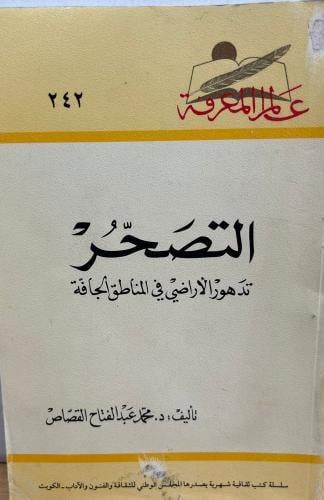 عالم المعرفة
٢٤٢
التصحّر
تدهور الأراضي في المناطق الجافة
تأليف: د. محمد عبد الفتاح القصاص
سلسلة كتب ثقافية شهرية يصدرها المجلس الوطني للثقافة والفنون والآداب - الكويت